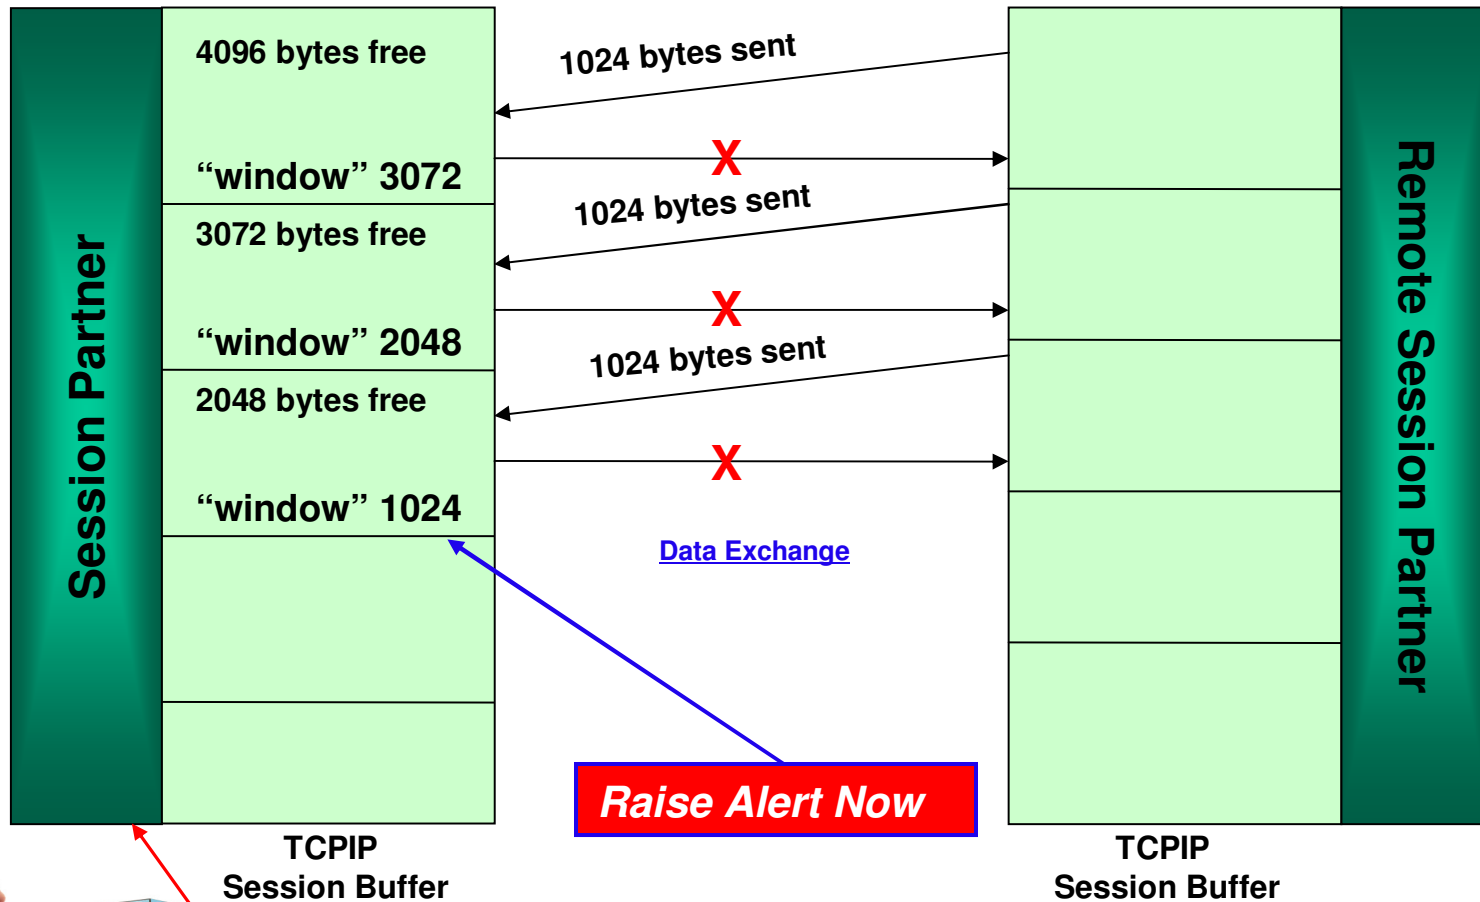 Session Partner
4096 bytes free
“window” 3072
3072 bytes free
“window” 2048
2048 bytes free
“window” 1024
TCPIP
Session Buffer
1024 bytes sent
X
1024 bytes sent
X
1024 bytes sent
X
Data Exchange
Raise Alert Now
TCPIP
Session Buffer
Remote Session Partner